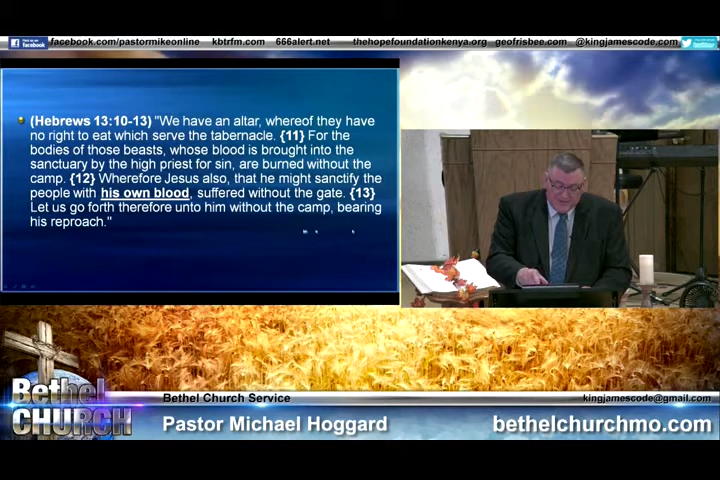 facebook.com/pastormikeonline kbtrfm.com 666alert.net thehopefoundationkenya.org geofrisbee.com @kingjamescode.com
(Hebrews 13:10-13) "We have an altar, whereof they have
no right to eat which serve the tabernacle. {11} For the
bodies of those beasts, whose blood is brought into the
sanctuary by the high priest for sin, are burned without the
camp. {12} Wherefore Jesus also, that he might sanctify the
people with his own blood, suffered without the gate. {13}
Let us go forth therefore unto him without the camp, bearing
his reproach."
Bethel
CHURCH
Bethel Church Service kingjamescode@gmail.com
Pastor Michael Hoggard bethelchurchmo.com